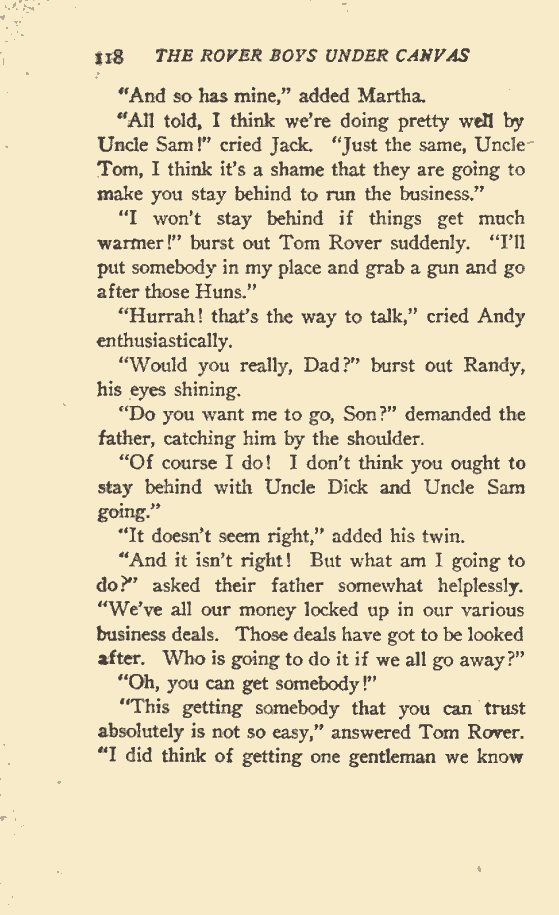 118 THE ROVER BOYS UNDER CANVAS
"And so has mine," added Martha.
"All told, I think we're doing pretty well by
Uncle Sam!" cried Jack. "Just the same, Uncle
Tom, I think it's a shame that they are going to
make you stay behind to run the business."
"I won't stay behind if things get much
warmer!" burst out Tom Rover suddenly. "I'll
put somebody in my place and grab a gun and go
after those Huns."
"Hurrah! that's the way to talk," cried Andy
enthusiastically.
"Would you really, Dad?" burst out Randy,
his eyes shining.
"Do you want me to go, Son?" demanded the
father, catching him by the shoulder.
"Of course I do! I don't think you ought to
stay behind with Uncle Dick and Uncle Sam
going."
"It doesn't seem right," added his twin.
"And it isn't right! But what am I going to
do?" asked their father somewhat helplessly.
"We've all our money locked up in our various
business deals. Those deals have got to be looked
after. Who is going to do it if we all go away?"
"Oh, you can get somebody!"
"This getting somebody that you can trust
absolutely is not so easy," answered Tom Rover.
"I did think of getting one gentleman we know